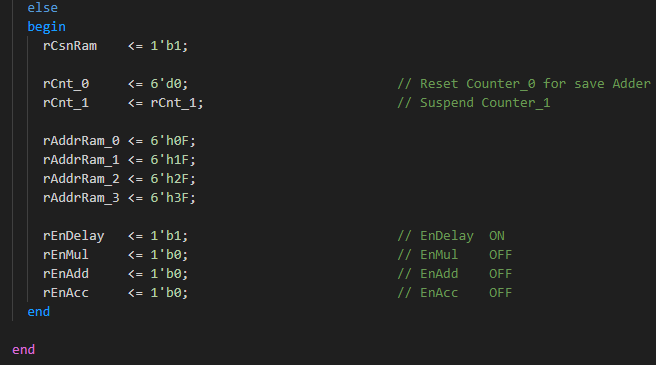 else
begin
rCsnRam <= 1'b1;
rCnt_0 <= 6'd0; // Reset Counter_0 for save Adder
rCnt_1 <= rCnt_1; // Suspend Counter_1
rAddrRam_0 <= 6'h0F;
rAddrRam_1 <= 6'h1F;
rAddrRam_2 <= 6'h2F;
rAddrRam_3 <= 6'h3F;
rEnDelay <= 1'b1; // EnDelay ON
rEnMul <= 1'b0; // EnMul OFF
rEnAdd <= 1'b0; // EnAdd OFF
rEnAcc <= 1'b0; // EnAcc OFF
end
end